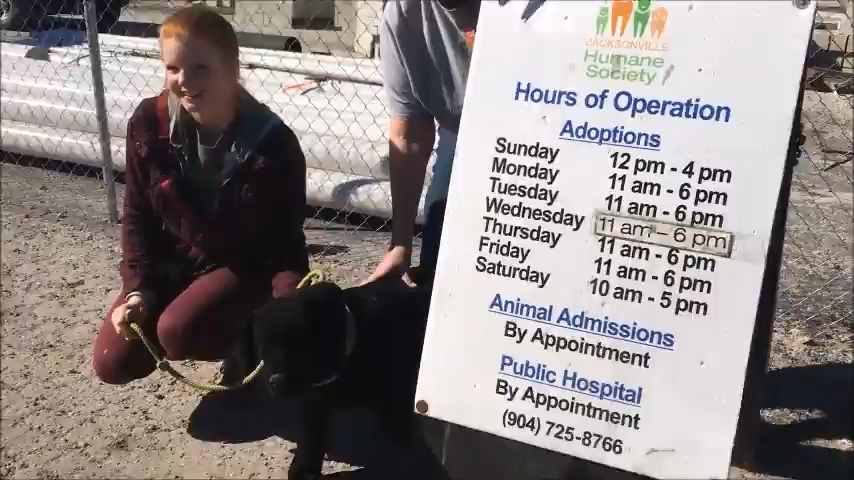 JACKSONVILLE
Humane
Society
Hours of Operation
Adoptions
Sunday 12 pm - 4 pm
Monday 11 am - 6 pm
Tuesday 11 am - 6 pm
Wednesday 11 am - 6 pm
Thursday 11 am - 6 pm
Friday 11 am - 6 pm
Saturday 10 am - 5 pm
Animal Admissions
By Appointment
Public Hospital
By Appointment
(904) 725-8766